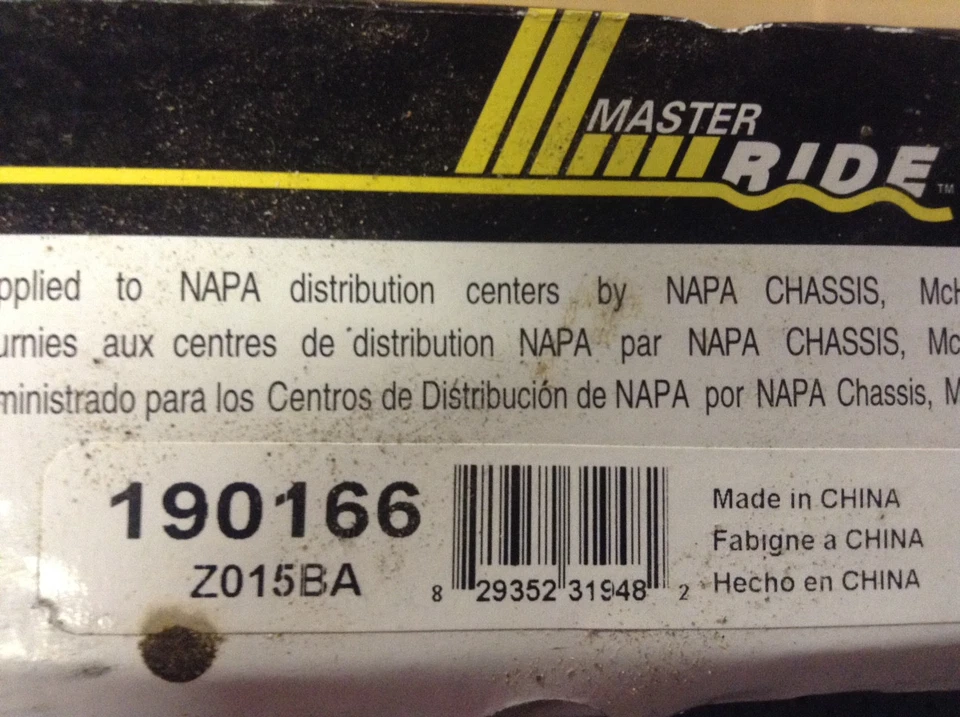 MASTER
RIDE™
pplied to NAPA distribution centers by NAPA CHASSIS, McH
urnies aux centres de distribution NAPA par NAPA CHASSIS, Mc
ministrado para los Centros de Distribución de NAPA por NAPA Chassis, M
190166
Z015BA
8 29352 31948 2
Made in CHINA
Fabigne a CHINA
Hecho en CHINA